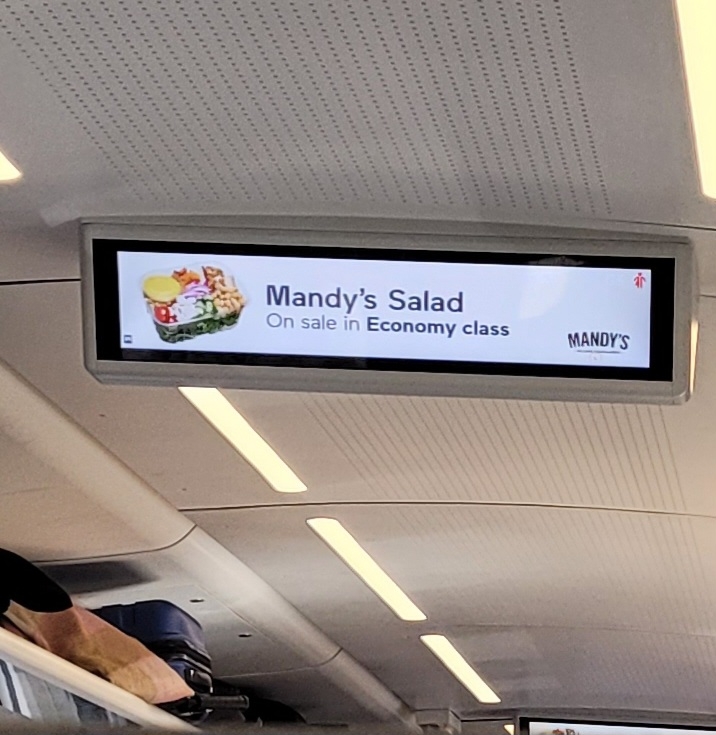 Mandy's Salad
On sale in Economy class
MANDY'S